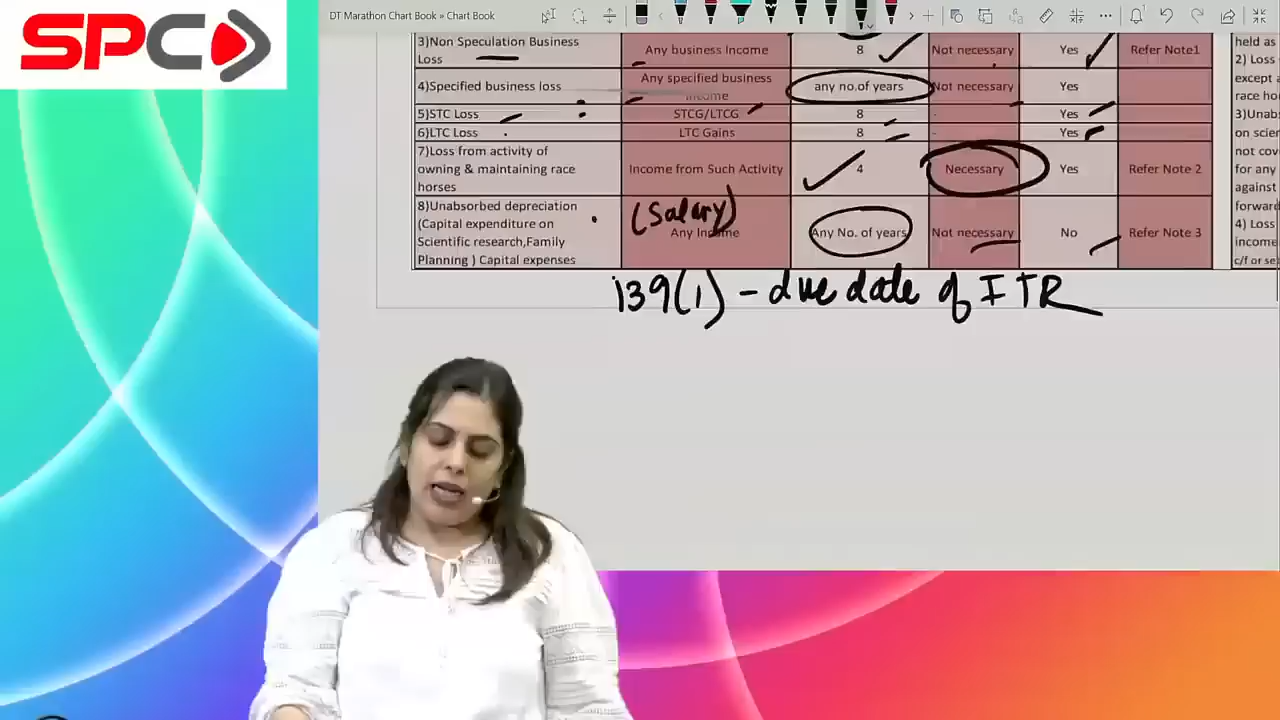 SPC
DT Marathon Chart Book » Chart Book
3)Non Speculation Business
Loss
Any business Income
8
Not necessary
Yes
Refer Note1
4)Specified business loss
Any specified business
income
any no.of years
Not necessary
Yes
5)STC Loss
STCG/LTCG
8
-
Yes
6)LTC Loss
LTC Gains
8
-
Yes
7)Loss from activity of
owning & maintaining race
horses
Income from Such Activity
4
Necessary
Yes
Refer Note 2
8)Unabsorbed depreciation
(Capital expenditure on
Scientific research,Family
Planning ) Capital expenses
(Salary)
Any Income
Any No. of years
Not necessary
No
Refer Note 3
held as
2) Loss
except a
race ho
3)Unabs
on scien
not cov
for any
against
forward
4) Loss
income
c/f or se
139(1) - due date of ITR